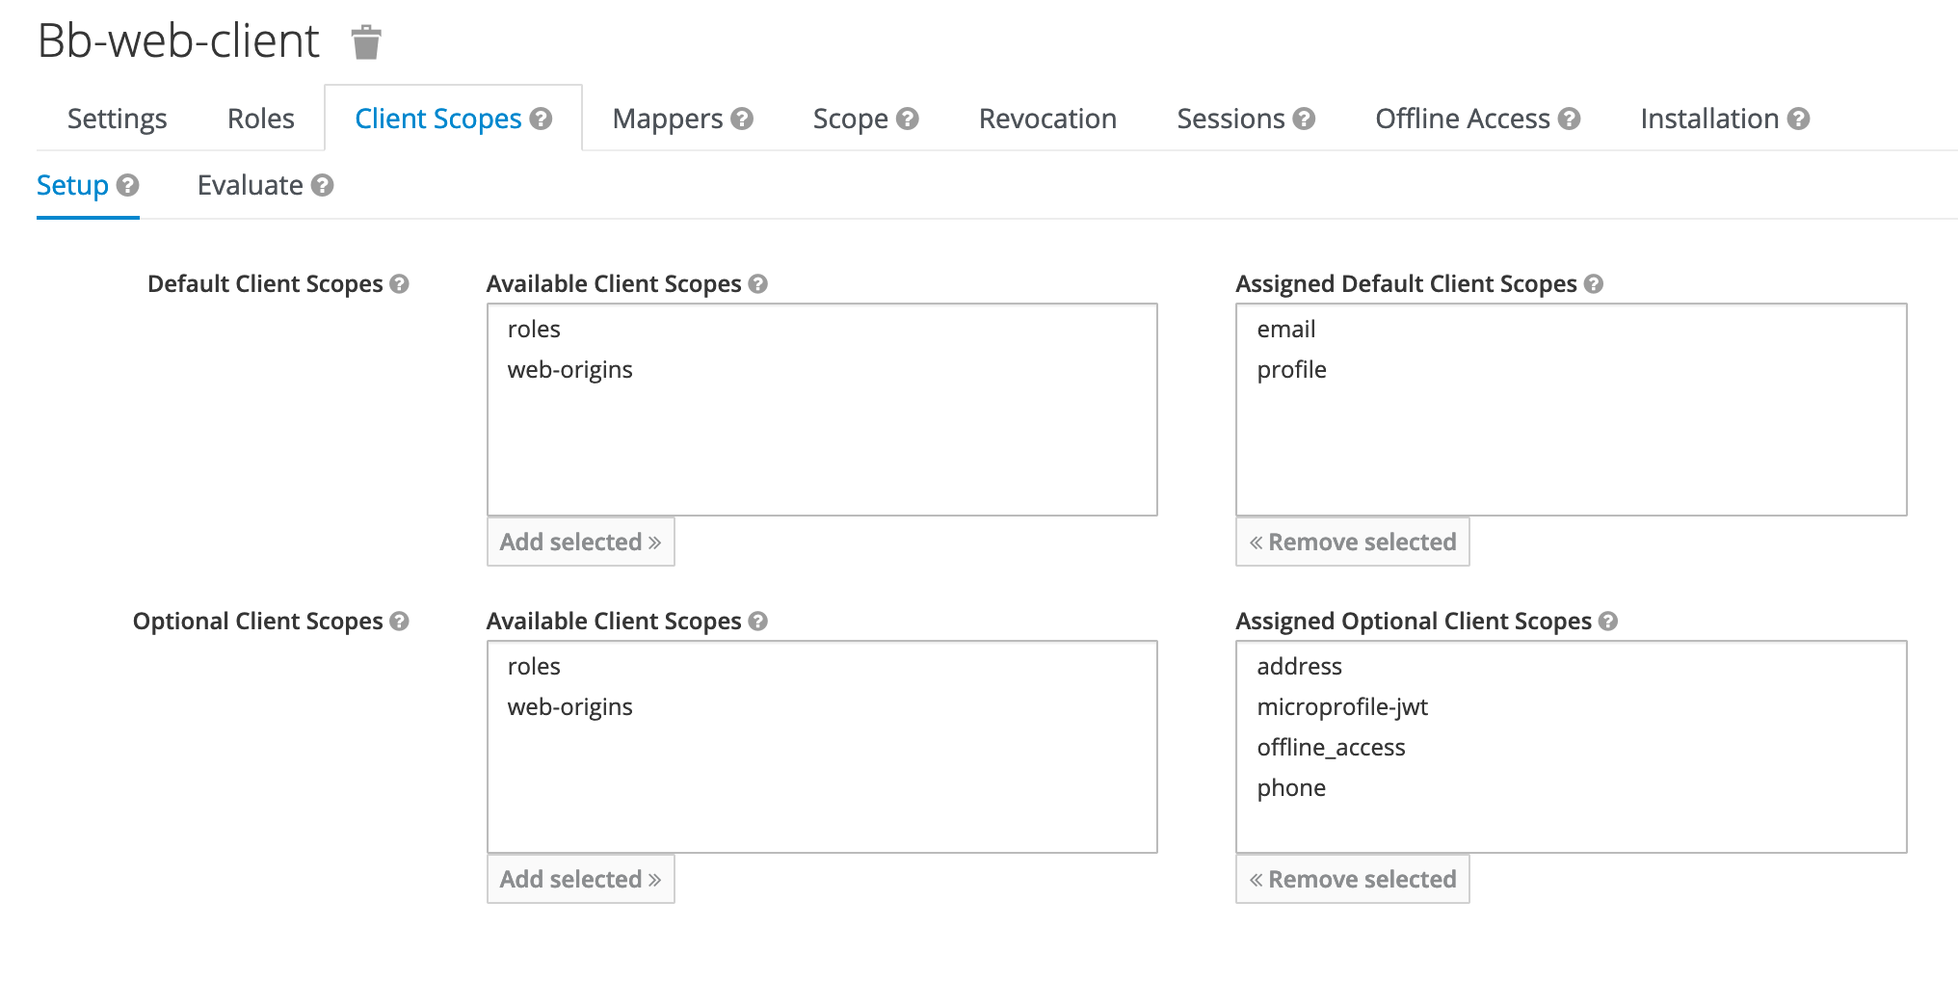 Bb-web-client
Settings Roles Client Scopes Mappers Scope Revocation Sessions Offline Access Installation
Setup Evaluate
Default Client Scopes Available Client Scopes Assigned Default Client Scopes
roles email
web-origins profile
Add selected » « Remove selected
Optional Client Scopes Available Client Scopes Assigned Optional Client Scopes
roles address
web-origins microprofile-jwt
offline_access
phone
Add selected » « Remove selected